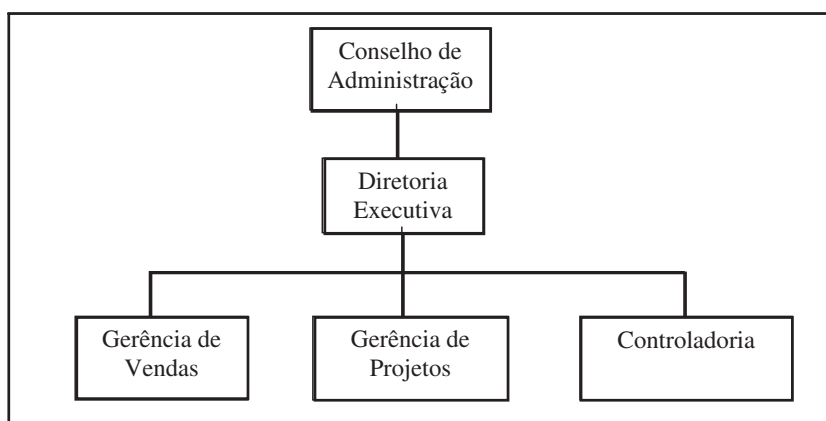 Conselho de
Administração
Diretoria
Executiva
Gerência de
Vendas
Gerência de
Projetos
Controladoria